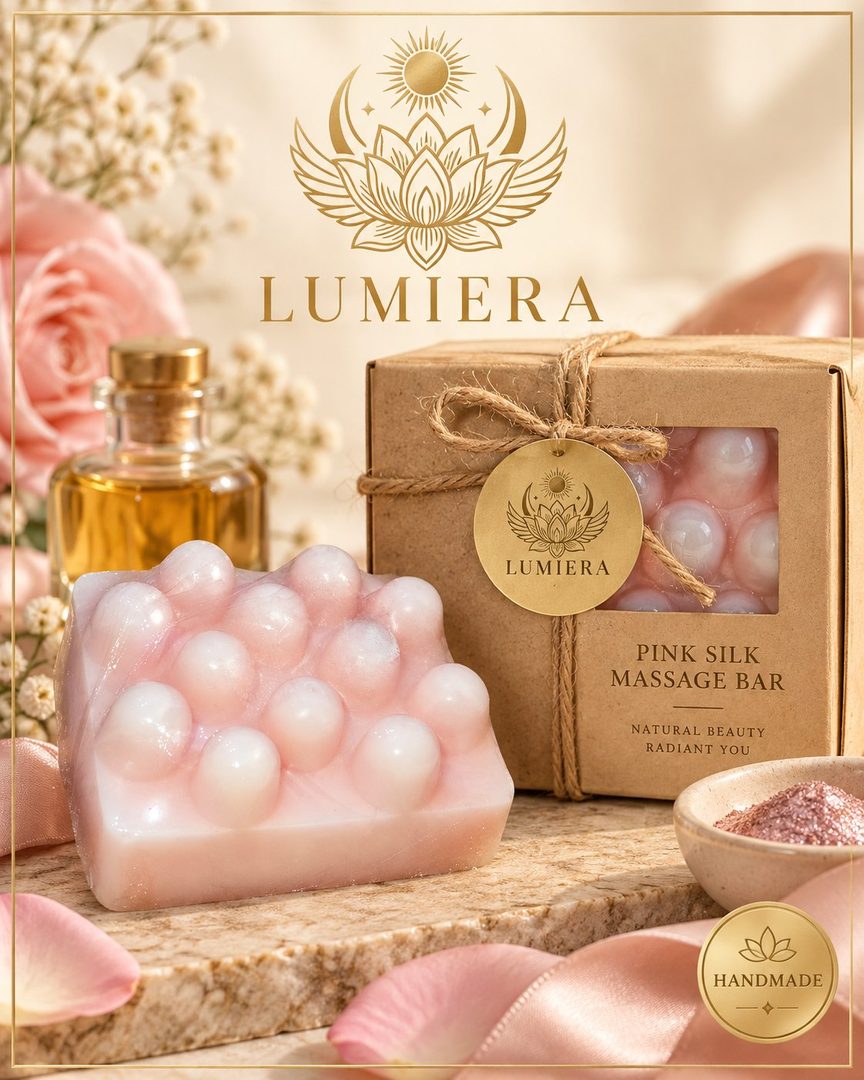 LUMIERA
LUMIERA
PINK SILK
MASSAGE BAR
NATURAL BEAUTY
RADIANT YOU
HANDMADE